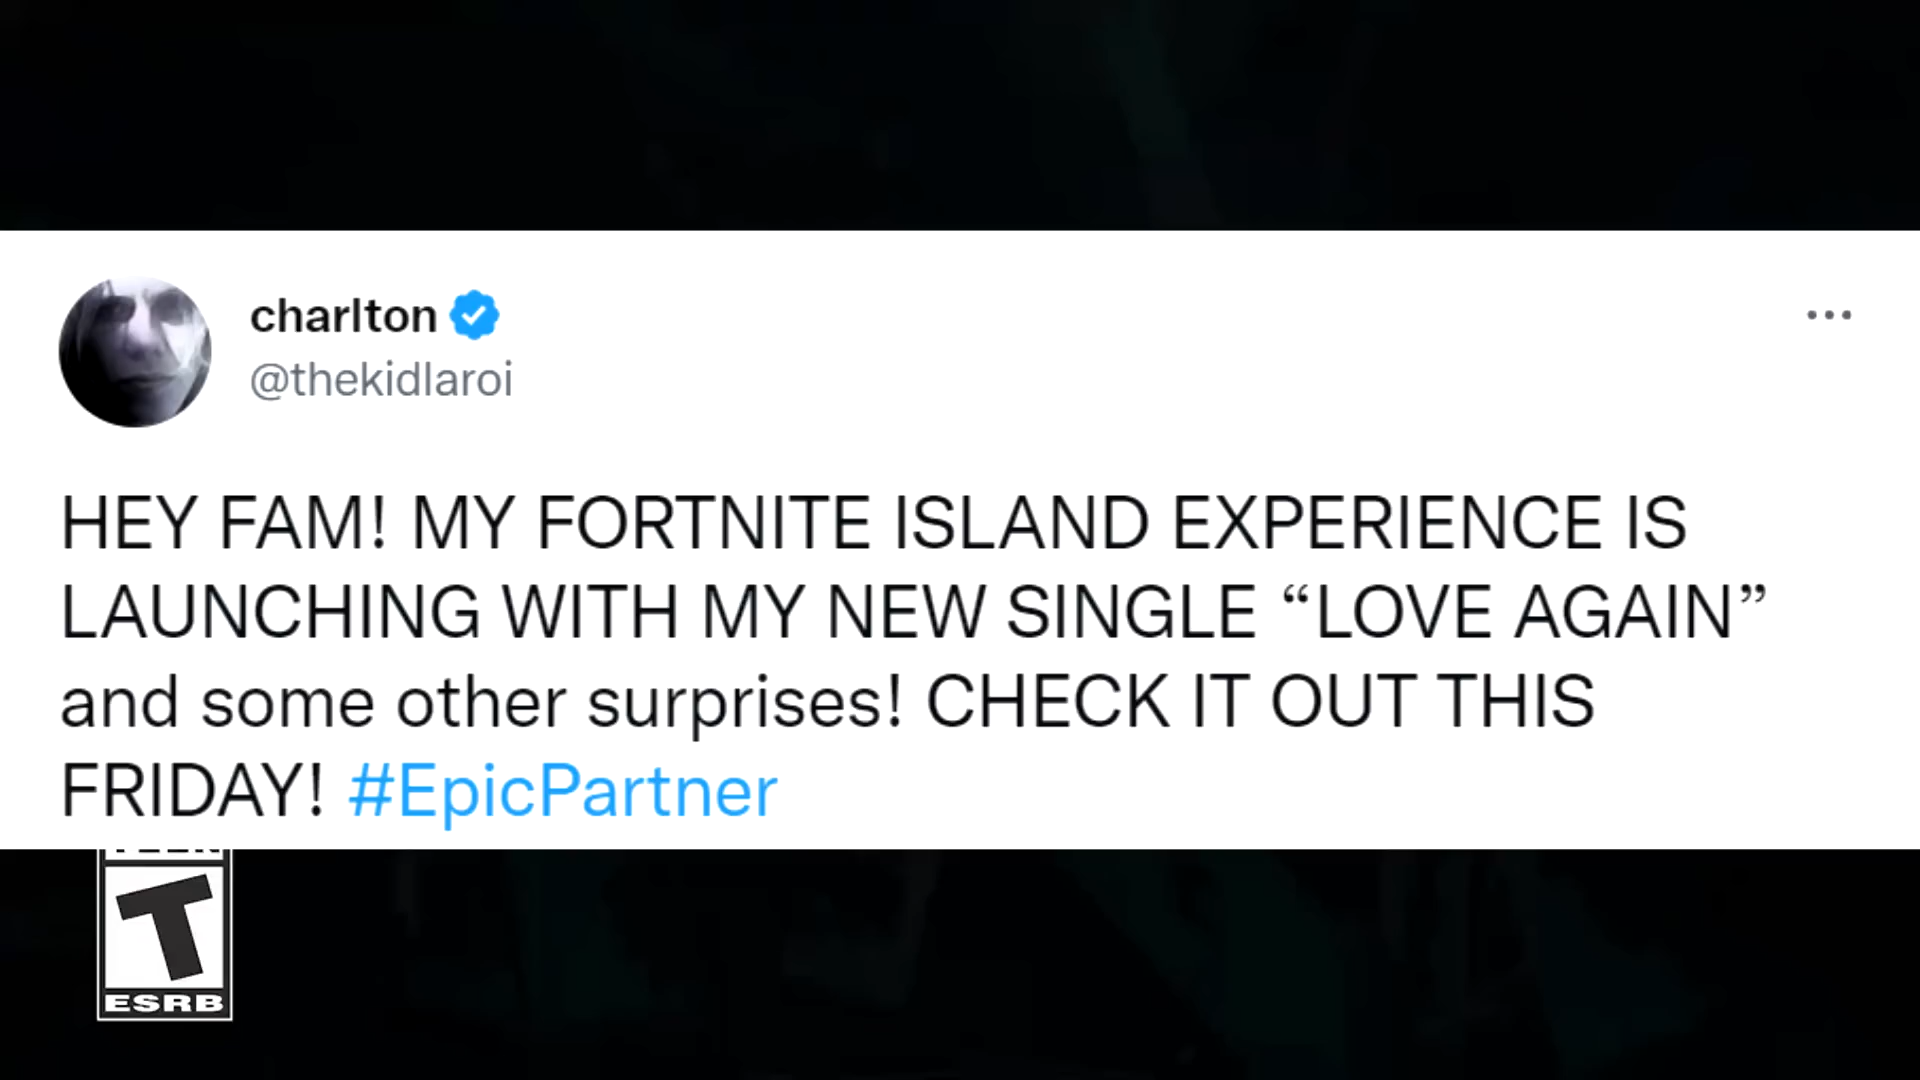 charlton
@thekidlaroi
HEY FAM! MY FORTNITE ISLAND EXPERIENCE IS
LAUNCHING WITH MY NEW SINGLE “LOVE AGAIN”
and some other surprises! CHECK IT OUT THIS
FRIDAY! #EpicPartner
T
ESRB